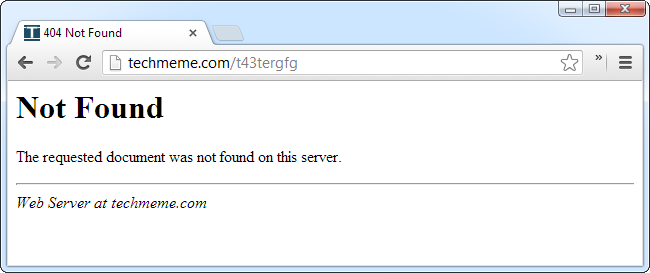 404 Not Found
techmeme.com/t43tergfg
Not Found
The requested document was not found on this server.
Web Server at techmeme.com